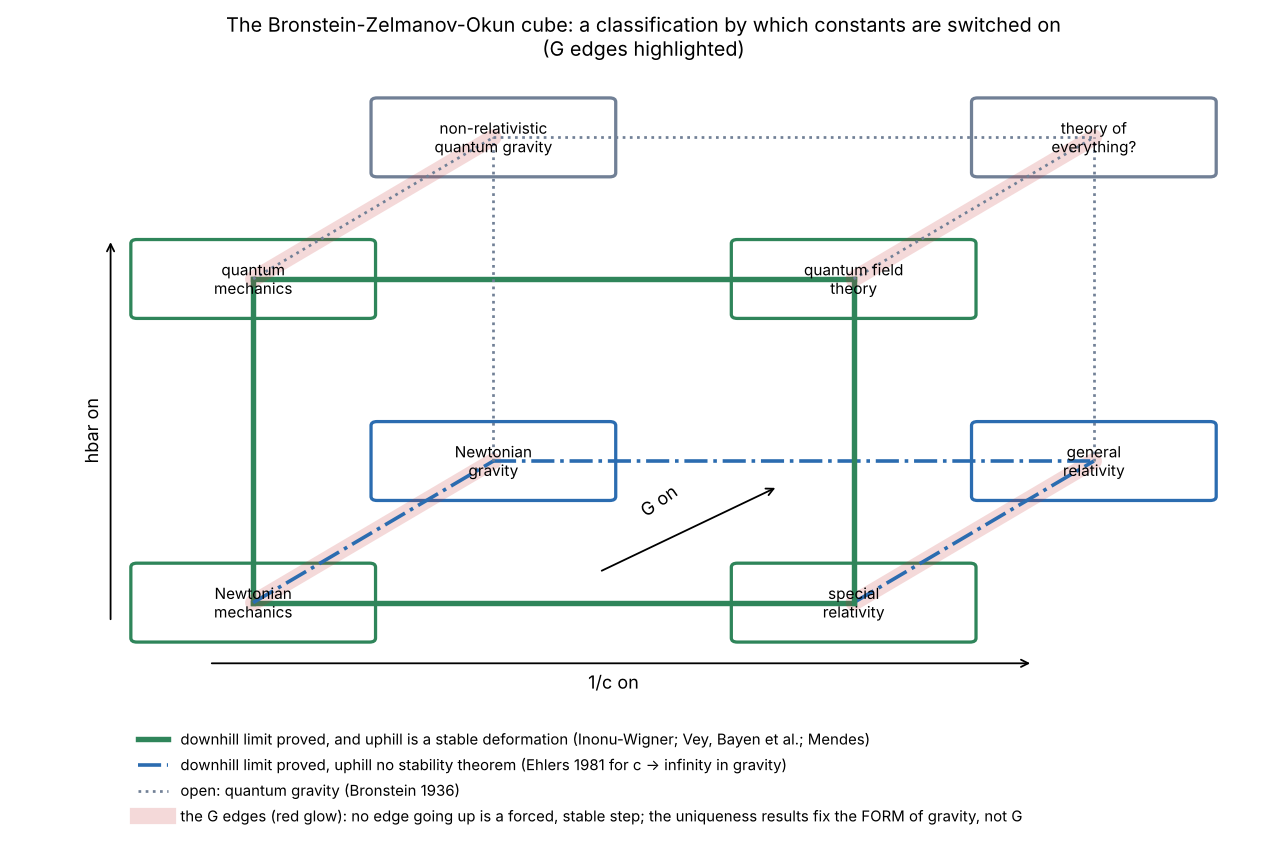 The Bronstein-Zelmanov-Okun cube: a classification by which constants are switched on
(G edges highlighted)
non-relativistic
quantum gravity
theory of
everything?
quantum
mechanics
quantum field
theory
hbar on
Newtonian
gravity
general
relativity
G on
Newtonian
mechanics
special
relativity
1/c on
downhill limit proved, and uphill is a stable deformation (Inonu-Wigner; Vey, Bayen et al.; Mendes)
downhill limit proved, uphill no stability theorem (Ehlers 1981 for c → infinity in gravity)
open: quantum gravity (Bronstein 1936)
the G edges (red glow): no edge going up is a forced, stable step; the uniqueness results fix the FORM of gravity, not G